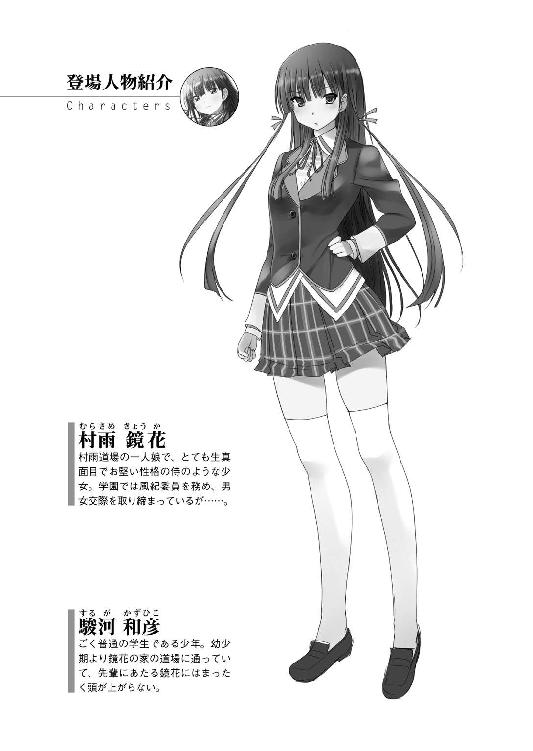 登場人物紹介
Characters
むらさめ きょうか
村雨 鏡花
村雨道場の一人娘で、とても生真
面目でお堅い性格の侍のような少
女。学園では風紀委員を務め、男
女交際を取り締まっているが……。
するが かずひこ
駿河 和彦
ごく普通の学生である少年。幼少
期より鏡花の家の道場に通ってい
て、先輩にあたる鏡花にはまった
く頭が上がらない。